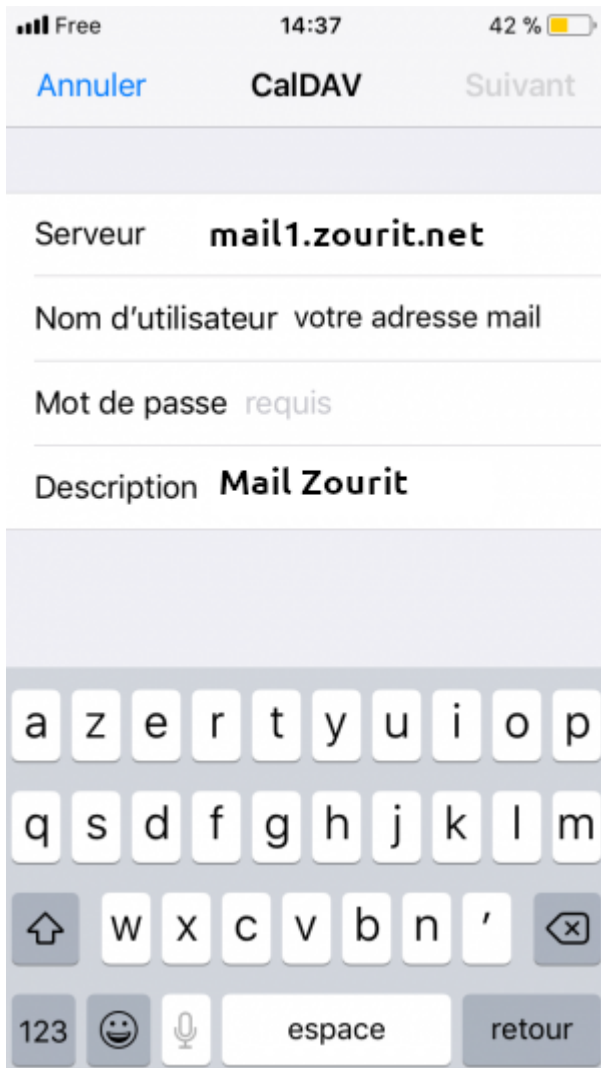 Free 14:37 42 %
Annuler CalDAV Suivant
Serveur mail1.zourit.net
Nom d'utilisateur votre adresse mail
Mot de passe requis
Description Mail Zourit
a z e r t y u i o p
q s d f g h j k l m
w x c v b n '
123 espace retour